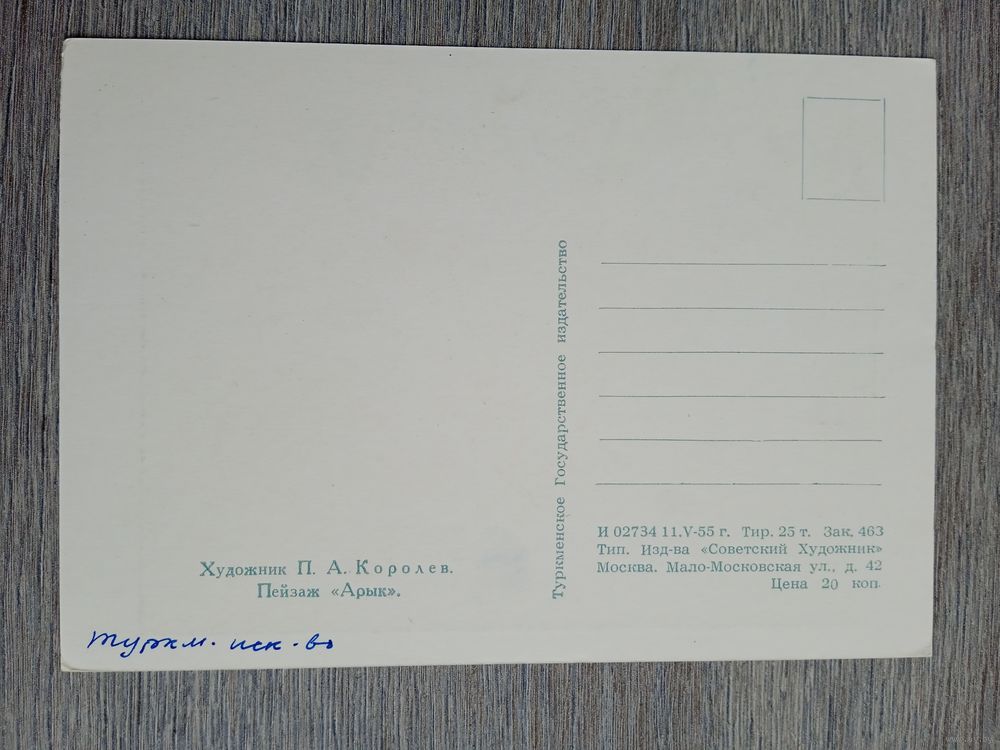 Художник П. А. Королев.
Пейзаж «Арык».
туркм. иск-во
Туркменское Государственное издательство
И 02734 11.V-55 г. Тир. 25 т. Зак. 463
Тип. Изд-ва «Советский Художник»
Москва. Мало-Московская ул., д. 42
Цена 20 коп.